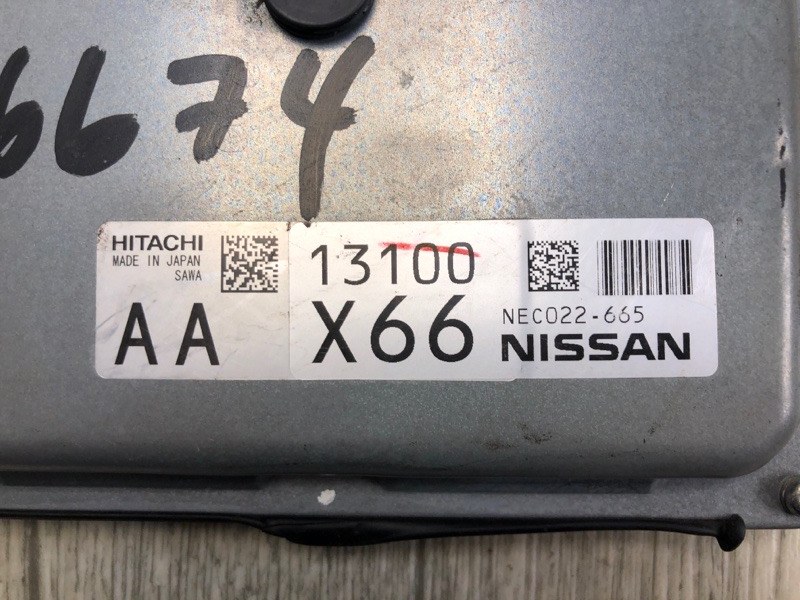 6674
HITACHI
MADE IN JAPAN
SAWA
AA
13100
X66
NEC022-665
NISSAN